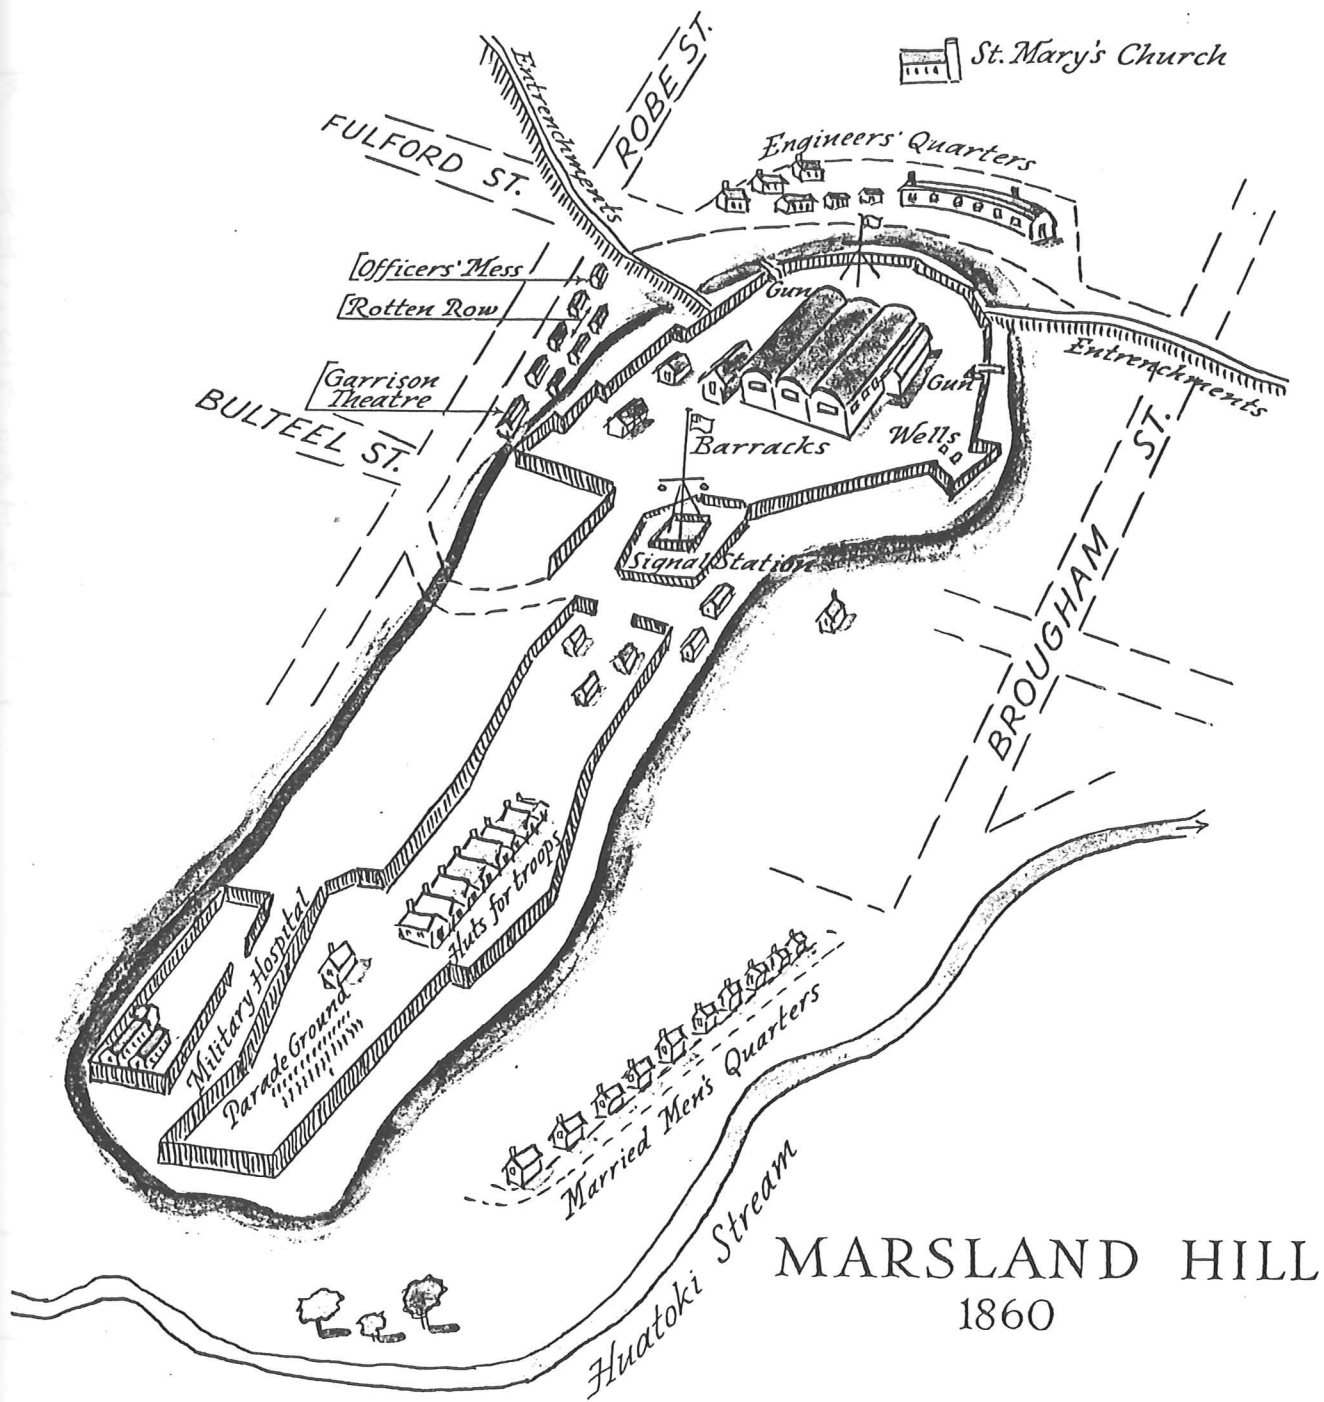 St. Mary's Church
ROBE ST.
Entrenchments
FULFORD ST.
Engineers' Quarters
Officers' Mess
Rotten Row
Garrison
Theatre
BULTEEL ST.
Gun
Gun
Entrenchments
Barracks
Wells
Signal Station
BROUGHAM ST.
Huts for troops
Military Hospital
Parade Ground
Married Men's Quarters
Huatoki Stream
MARSLAND HILL
1860